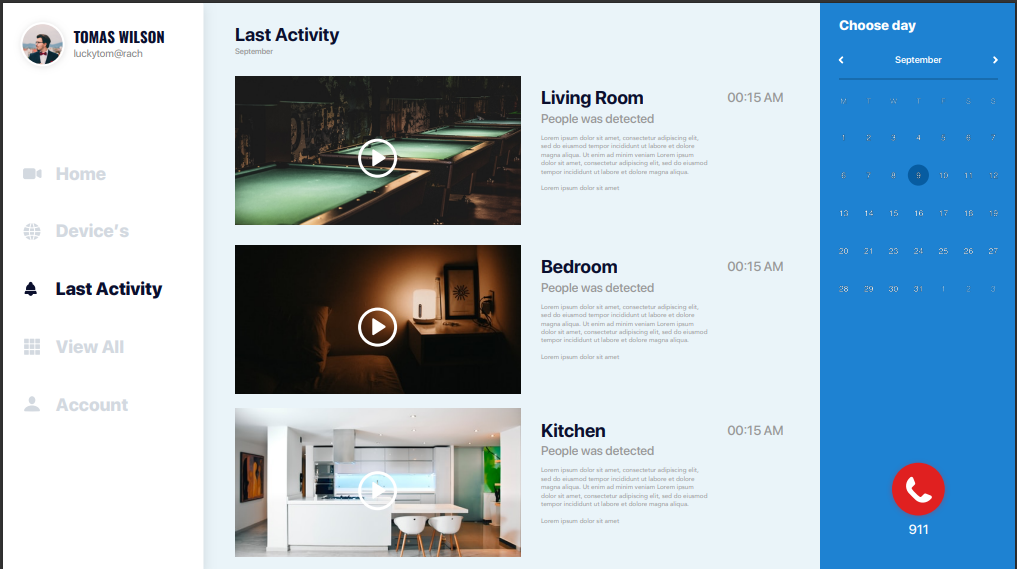 TOMAS WILSON
luckytom@rach
Home
Device's
Last Activity
View All
Account
Last Activity
September
Living Room
00:15 AM
People was detected
Lorem ipsum dolor sit amet, consectetur adipiscing elit,
sed do eiusmod tempor incididunt ut labore et dolore
magna aliqua. Ut enim ad minim veniam Lorem ipsum
dolor sit amet, consectetur adipiscing elit, sed do eiusmod
tempor incididunt ut labore et dolore magna aliqua.
Lorem ipsum dolor sit amet
Bedroom
00:15 AM
People was detected
Lorem ipsum dolor sit amet, consectetur adipiscing elit,
sed do eiusmod tempor incididunt ut labore et dolore
magna aliqua. Ut enim ad minim veniam Lorem ipsum
dolor sit amet, consectetur adipiscing elit, sed do eiusmod
tempor incididunt ut labore et dolore magna aliqua.
Lorem ipsum dolor sit amet
Kitchen
00:15 AM
People was detected
Lorem ipsum dolor sit amet, consectetur adipiscing elit,
sed do eiusmod tempor incididunt ut labore et dolore
magna aliqua. Ut enim ad minim veniam Lorem ipsum
dolor sit amet, consectetur adipiscing elit, sed do eiusmod
tempor incididunt ut labore et dolore magna aliqua.
Lorem ipsum dolor sit amet
Choose day
September
M T W T F S S
1 2 3 4 5 6 7
6 7 8 9 10 11 12
13 14 15 16 17 18 19
20 21 23 24 25 26 27
28 29 30 31 1 2 3
911